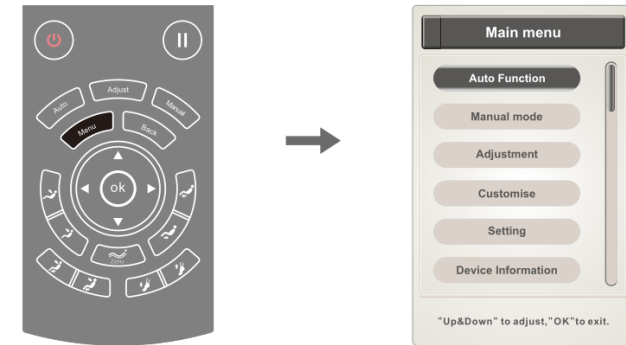 Auto
Adjust
Manual
Menu
Back
ok
Zero
Main menu
Auto Function
Manual mode
Adjustment
Customise
Setting
Device Information
"Up&Down" to adjust,"OK"to exit.